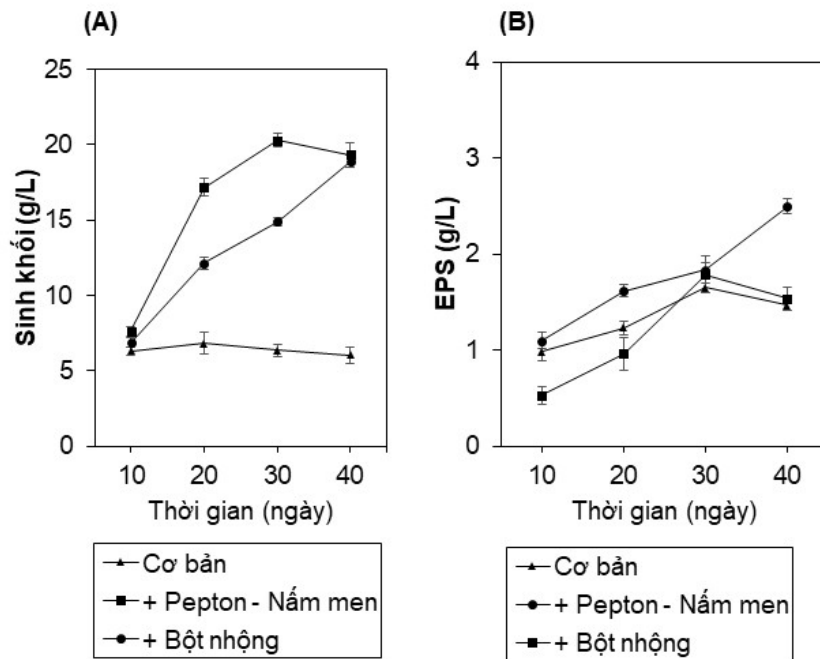 (A)
Sinh khối (g/L)
25
20
15
10
5
0
10 20 30 40
Thời gian (ngày)
Cơ bản
+ Pepton - Nấm men
+ Bột nhộng
(B)
EPS (g/L)
4
3
2
1
0
10 20 30 40
Thời gian (ngày)
Cơ bản
+ Pepton - Nấm men
+ Bột nhộng